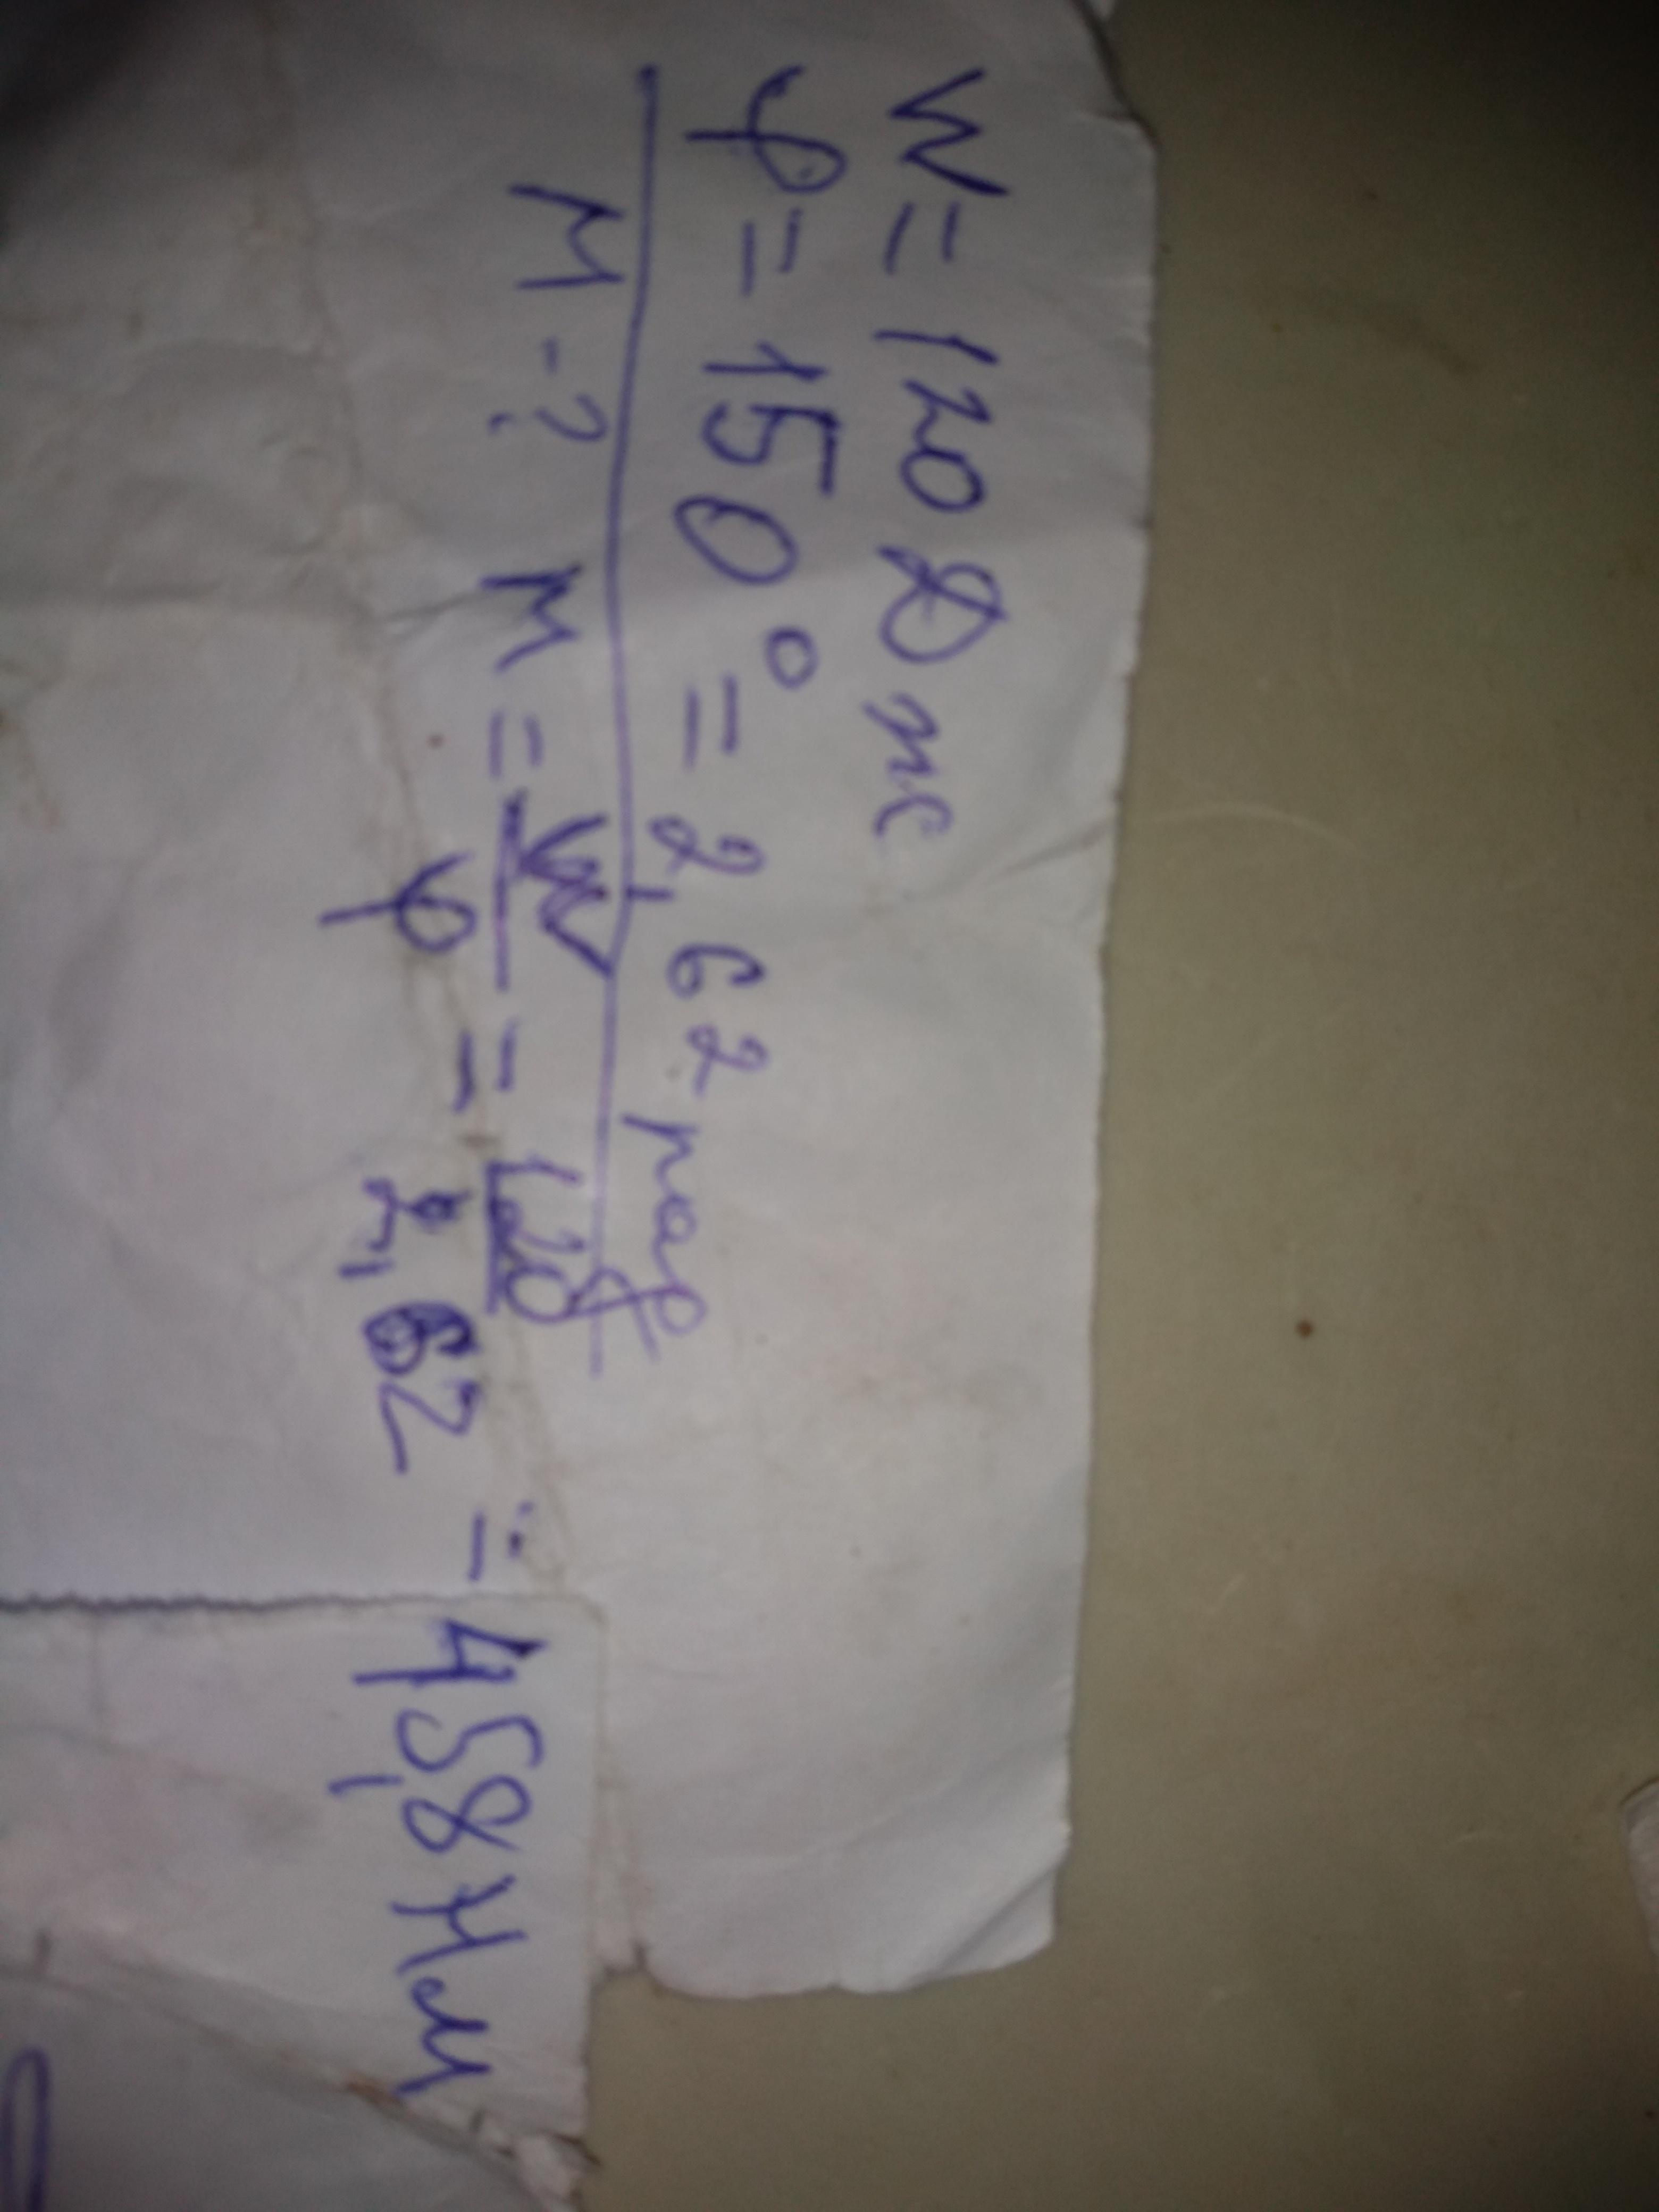 W = 120 Дж
φ = 150° = 2,62 рад
M - ?
M = W/φ = 120/2,62 = 45,8 Нм